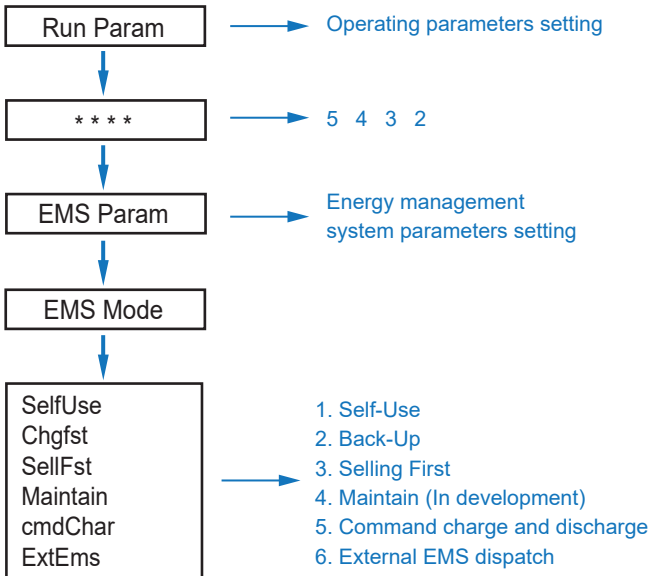 Run Param
Operating parameters setting
* * * *
5 4 3 2
EMS Param
Energy management
system parameters setting
EMS Mode
SelfUse
Chgfst
SellFst
Maintain
cmdChar
ExtEms
1. Self-Use
2. Back-Up
3. Selling First
4. Maintain (In development)
5. Command charge and discharge
6. External EMS dispatch